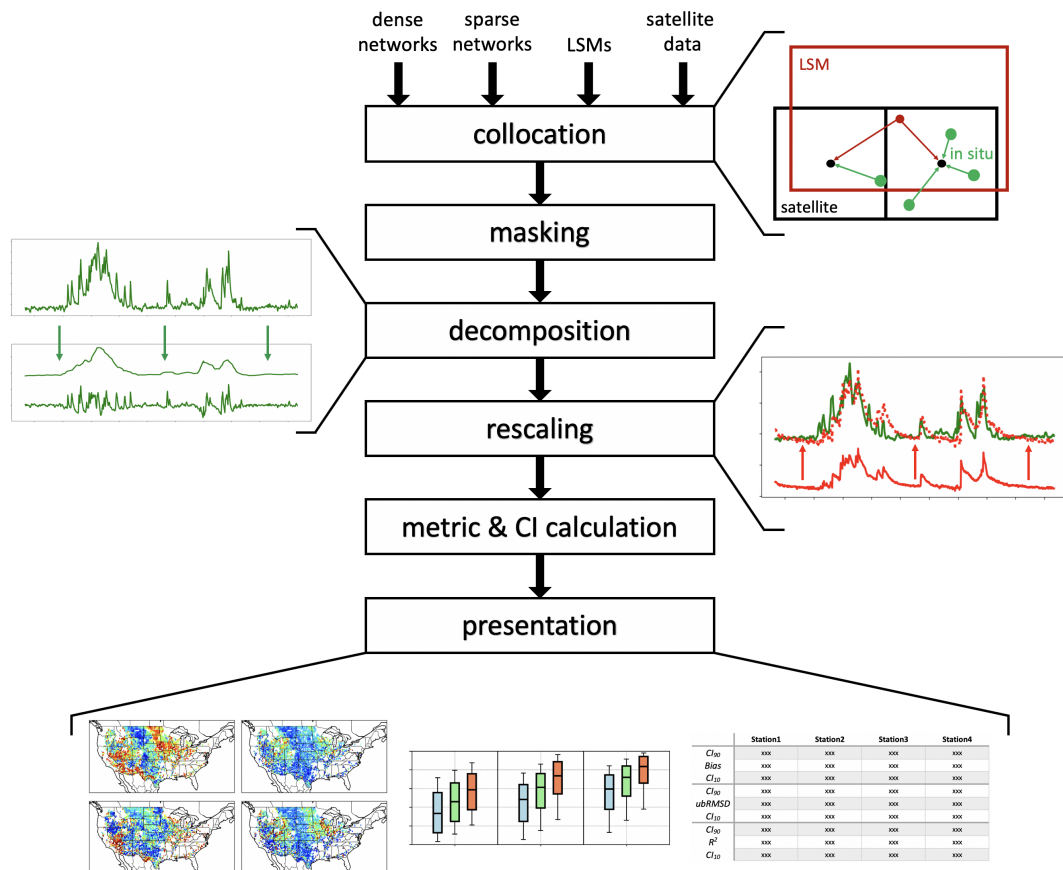 dense networks
sparse networks
LSMs
satellite data
collocation
LSM
in situ
satellite
masking
decomposition
rescaling
metric & CI calculation
presentation
Station1 Station2 Station3 Station4
CI90 xxx xxx xxx xxx
Bias xxx xxx xxx xxx
CI10 xxx xxx xxx xxx
CI90 xxx xxx xxx xxx
ubRMSD xxx xxx xxx xxx
CI10 xxx xxx xxx xxx
CI90 xxx xxx xxx xxx
R² xxx xxx xxx xxx
CI10 xxx xxx xxx xxx